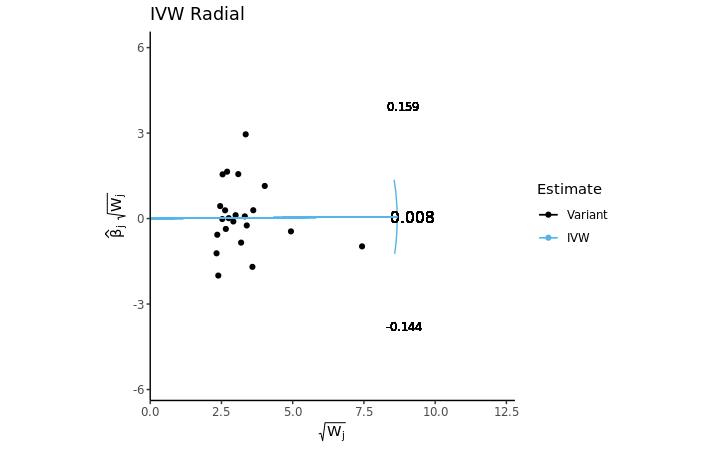 IVW Radial
6
3
0
-3
-6
β̂j √Wj
0.159
0.008
-0.144
0.0 2.5 5.0 7.5 10.0 12.5
√Wj
Estimate
Variant
IVW